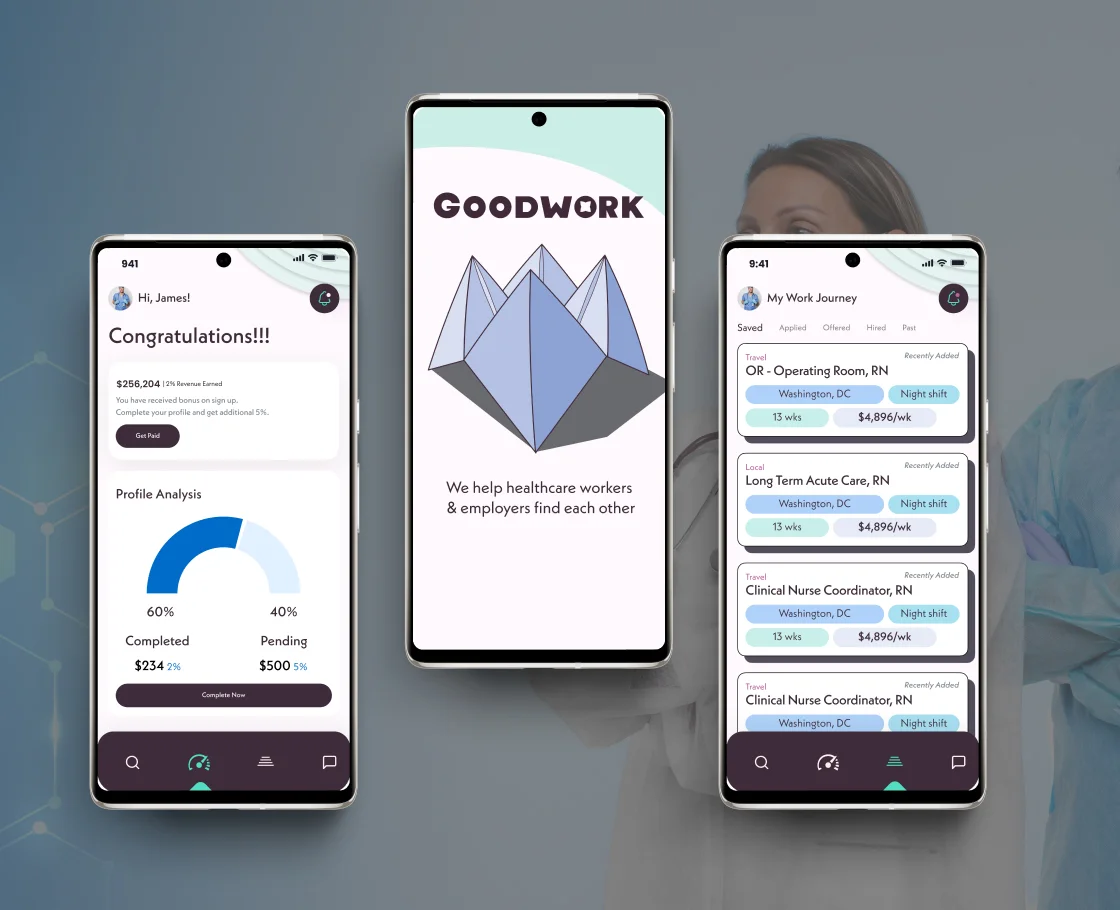 941
Hi, James!
Congratulations!!!
$256,204 | 2% Revenue Earned
You have received bonus on sign up.
Complete your profile and get additional 5%.
Get Paid
Profile Analysis
60% 40%
Completed Pending
$234 2% $500 5%
Complete Now
GOODWORK
We help healthcare workers
& employers find each other
9:41
My Work Journey
Saved Applied Offered Hired Past
Travel Recently Added
OR - Operating Room, RN
Washington, DC Night shift
13 wks $4,896/wk
Local Recently Added
Long Term Acute Care, RN
Washington, DC Night shift
13 wks $4,896/wk
Travel Recently Added
Clinical Nurse Coordinator, RN
Washington, DC Night shift
13 wks $4,896/wk
Travel Recently Added
Clinical Nurse Coordinator, RN
Washington, DC Night shift